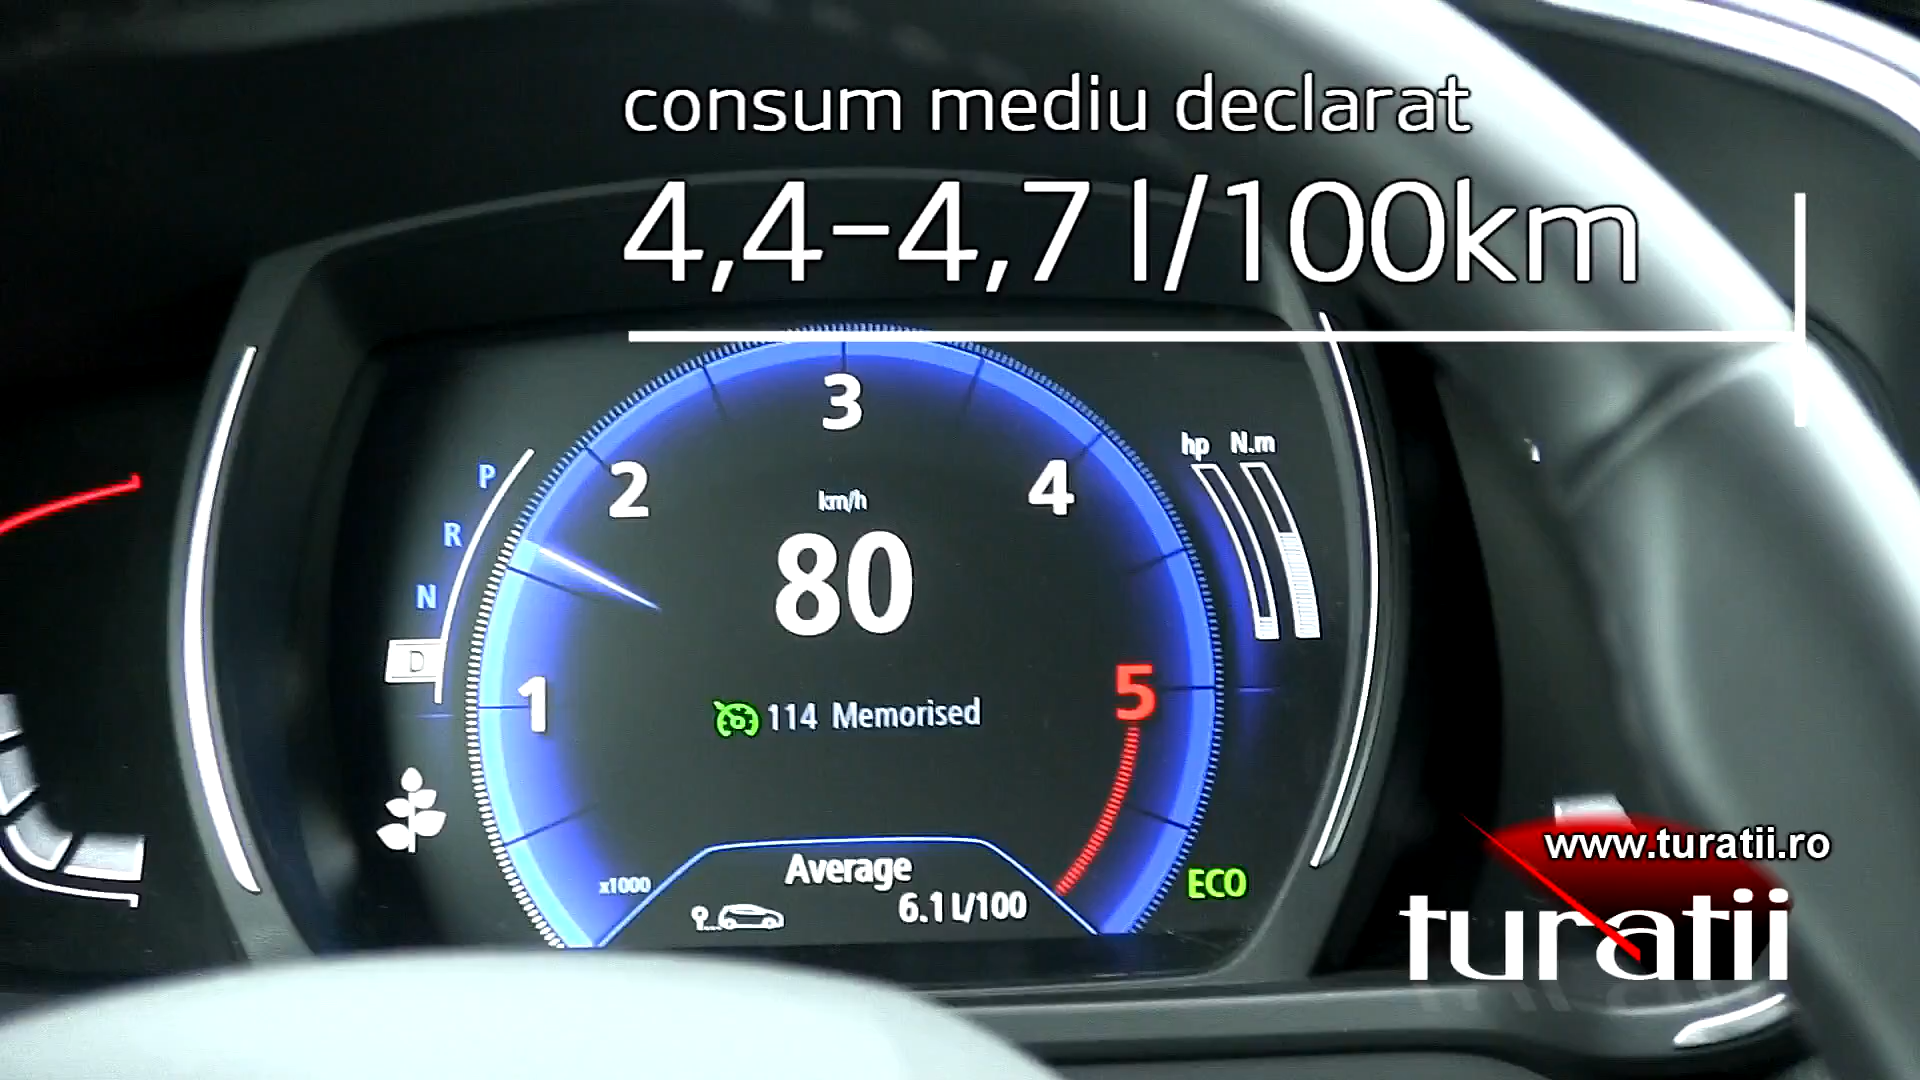 consum mediu declarat
4,4-4,7 l/100km
3
hp N.m
2
4
P
km/h
R
80
N
D
1
5
114 Memorised
www.turatii.ro
Average
ECO
x1000
6.1 l/100
turatii